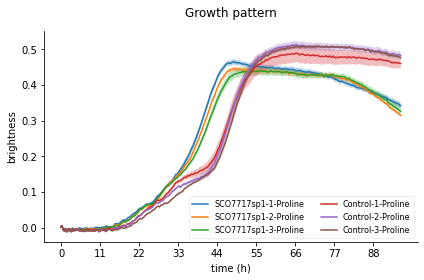 Growth pattern
brightness
0.5
0.4
0.3
0.2
0.1
0.0
SCO7717sp1-1-Proline
SCO7717sp1-2-Proline
SCO7717sp1-3-Proline
Control-1-Proline
Control-2-Proline
Control-3-Proline
0 11 22 33 44 55 66 77 88
time (h)